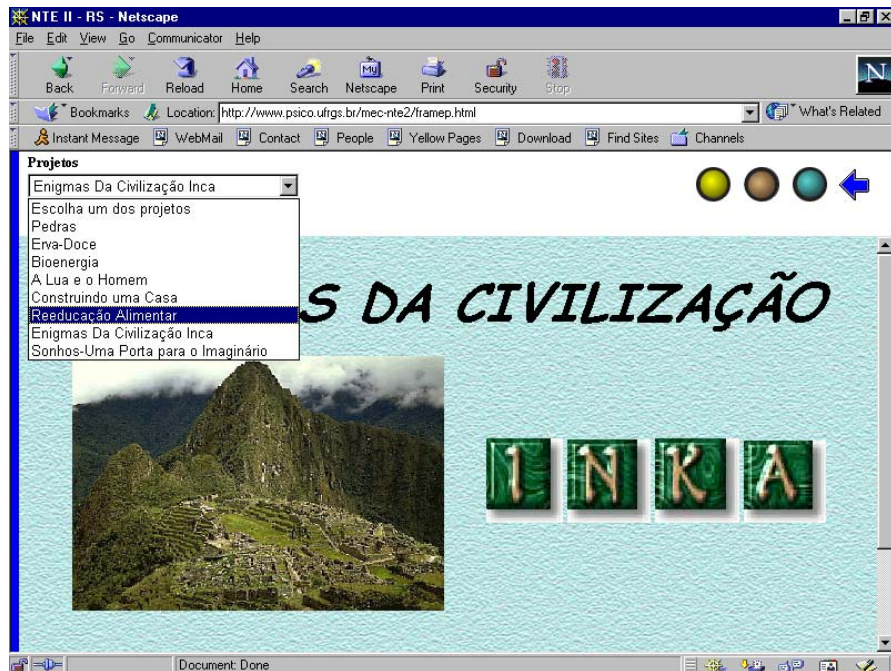 NTE II - RS - Netscape
File Edit View Go Communicator Help
Back Forward Reload Home Search Netscape Print Security Stop
My
N
Bookmarks Location: http://www.psico.ufrgs.br/mec-nte2/framep.html What's Related
Instant Message WebMail Contact People Yellow Pages Download Find Sites Channels
Projetos
Enigmas Da Civilização Inca
Escolha um dos projetos
Pedras
Erva-Doce
Bioenergia
A Lua e o Homem
Construindo uma Casa
Reeducação Alimentar
Enigmas Da Civilização Inca
Sonhos-Uma Porta para o Imaginário
S DA CIVILIZAÇÃO
INKA
Document: Done